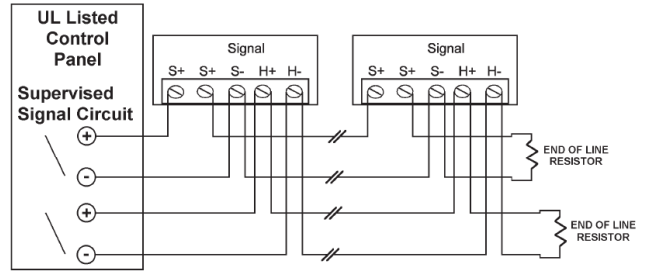 UL Listed
Control
Panel
Supervised
Signal Circuit
+
-
+
-
Signal
S+ S+ S- H+ H-
Signal
S+ S+ S- H+ H-
END OF LINE
RESISTOR
END OF LINE
RESISTOR